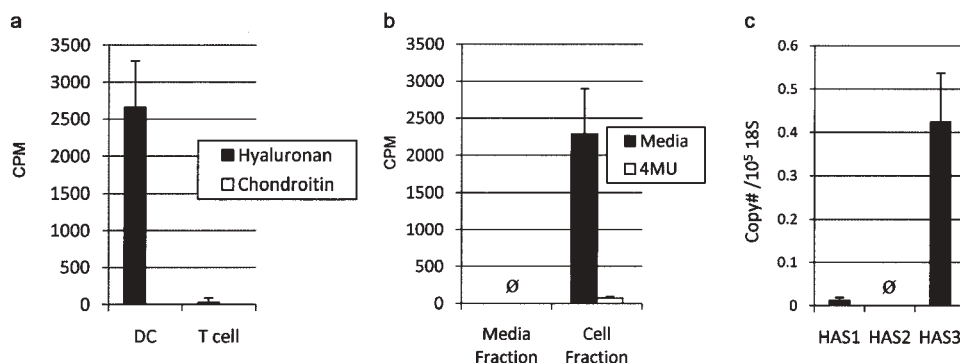 a
3500
3000
2500
2000
1500
1000
500
0
CPM
Hyaluronan
Chondroitin
DC
T cell
b
3500
3000
2500
2000
1500
1000
500
0
CPM
Ø
Media
4MU
Media Fraction
Cell Fraction
c
0.6
0.5
0.4
0.3
0.2
0.1
0
Copy# /10⁵ 18S
Ø
HAS1
HAS2
HAS3